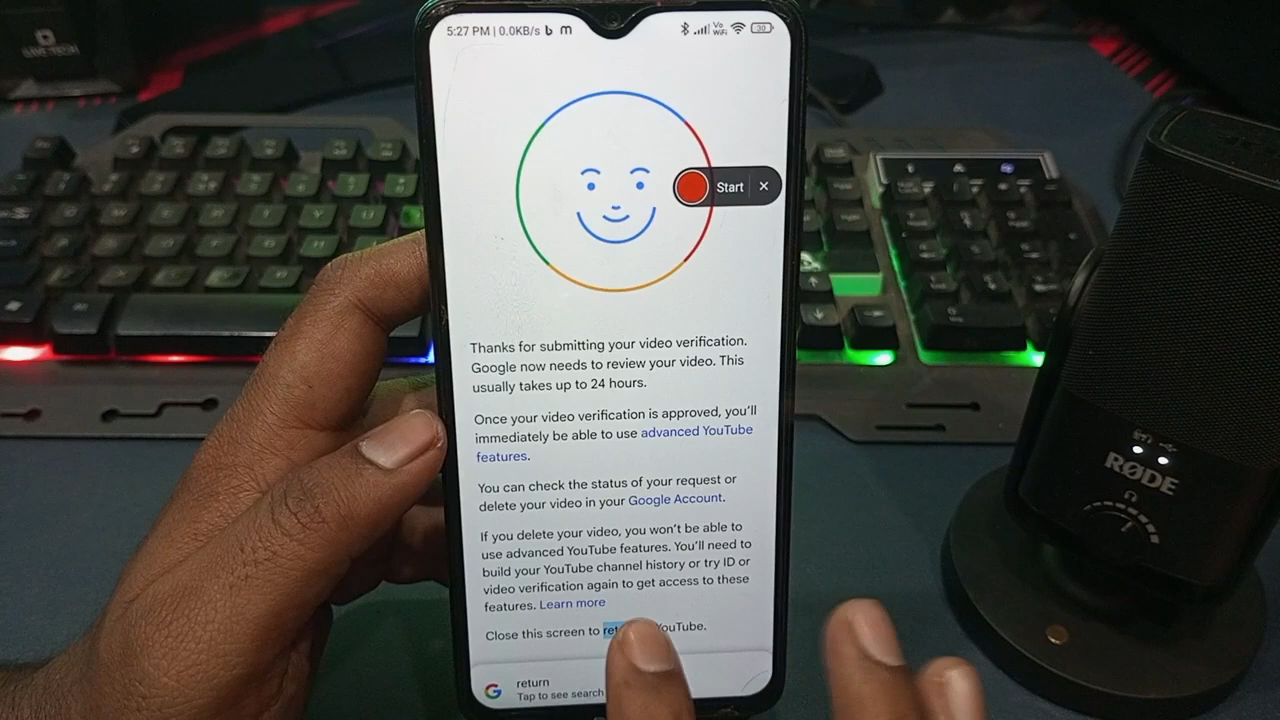 LIVE TECH
5:27 PM | 0.0KB/s b m
Vo
WiFi
30
Start ×
Thanks for submitting your video verification.
Google now needs to review your video. This
usually takes up to 24 hours.
Once your video verification is approved, you'll
immediately be able to use advanced YouTube
features.
You can check the status of your request or
delete your video in your Google Account.
If you delete your video, you won't be able to
use advanced YouTube features. You'll need to
build your YouTube channel history or try ID or
video verification again to get access to these
features. Learn more
Close this screen to YouTube.
G return
Tap to see search
RØDE